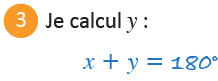 3 Je calcul y :
x + y = 180°